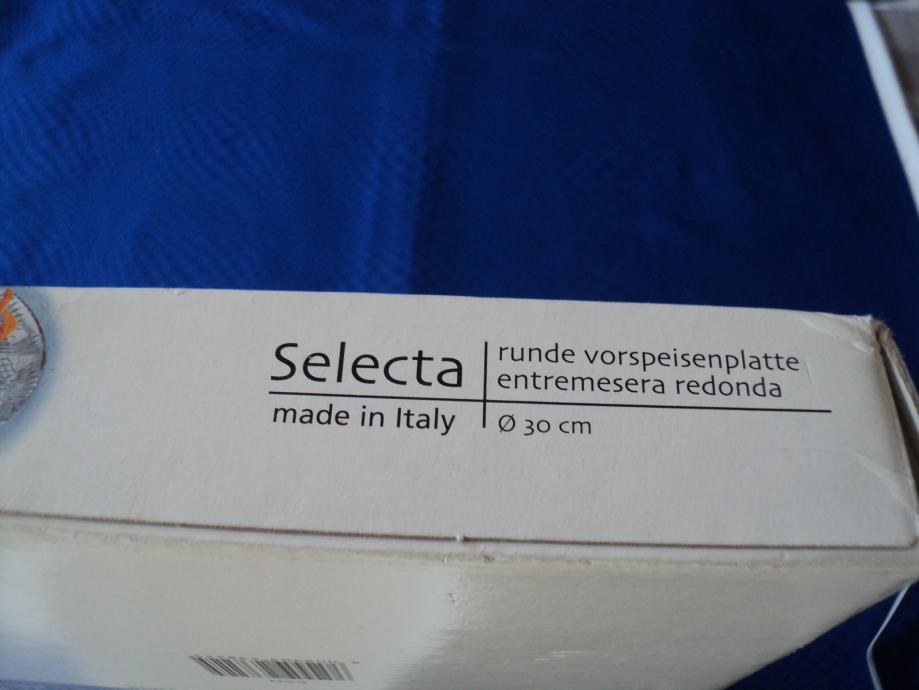 Selecta
made in Italy
runde vorspeisenplatte
entremesera redonda
Ø 30 cm